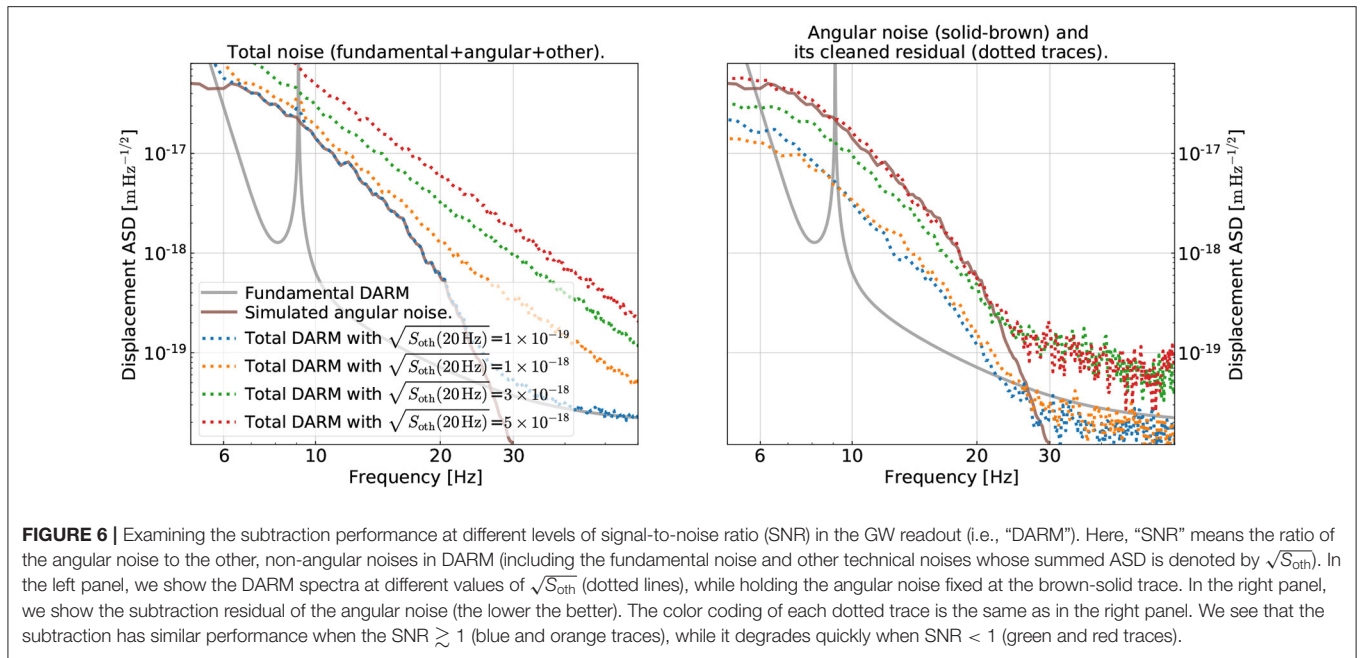 Total noise (fundamental+angular+other).
Angular noise (solid-brown) and
its cleaned residual (dotted traces).
Displacement ASD [m Hz^{-1/2}]
10^{-17}
10^{-18}
10^{-19}
Fundamental DARM
Simulated angular noise.
Total DARM with √S_oth(20Hz)=1 × 10^{-19}
Total DARM with √S_oth(20Hz)=1 × 10^{-18}
Total DARM with √S_oth(20Hz)=3 × 10^{-18}
Total DARM with √S_oth(20Hz)=5 × 10^{-18}
6 10 20 30
Frequency [Hz]
10^{-17}
10^{-18}
10^{-19}
Displacement ASD [m Hz^{-1/2}]
6 10 20 30
Frequency [Hz]
FIGURE 6 | Examining the subtraction performance at different levels of signal-to-noise ratio (SNR) in the GW readout (i.e., “DARM”). Here, “SNR” means the ratio of
the angular noise to the other, non-angular noises in DARM (including the fundamental noise and other technical noises whose summed ASD is denoted by √S_oth). In
the left panel, we show the DARM spectra at different values of √S_oth (dotted lines), while holding the angular noise fixed at the brown-solid trace. In the right panel,
we show the subtraction residual of the angular noise (the lower the better). The color coding of each dotted trace is the same as in the right panel. We see that the
subtraction has similar performance when the SNR ≳ 1 (blue and orange traces), while it degrades quickly when SNR < 1 (green and red traces).